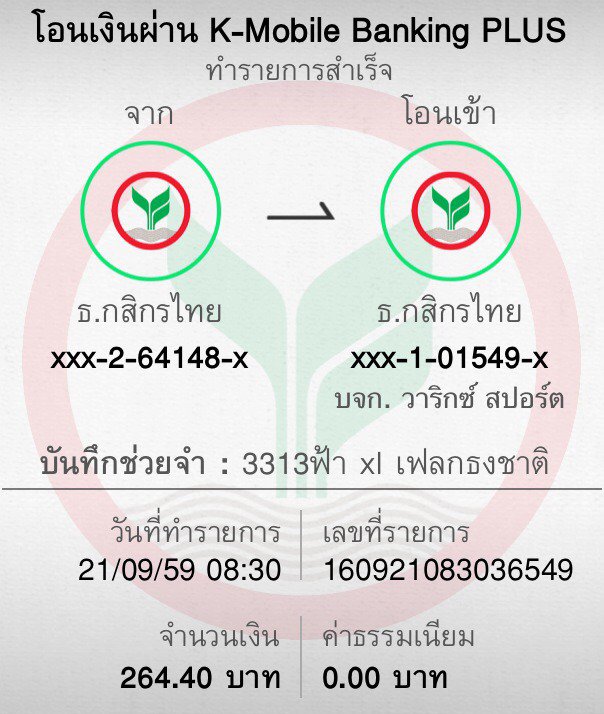 โอนเงินผ่าน K-Mobile Banking PLUS
ทำรายการสำเร็จ
จาก
โอนเข้า
ธ.กสิกรไทย
xxx-2-64148-x
ธ.กสิกรไทย
xxx-1-01549-x
บจก. วาริกซ์ สปอร์ต
บันทึกช่วยจำ : 3313ฟ้า xl เฟลกธงชาติ
วันที่ทำรายการ
21/09/59 08:30
เลขที่รายการ
160921083036549
จำนวนเงิน
264.40 บาท
ค่าธรรมเนียม
0.00 บาท